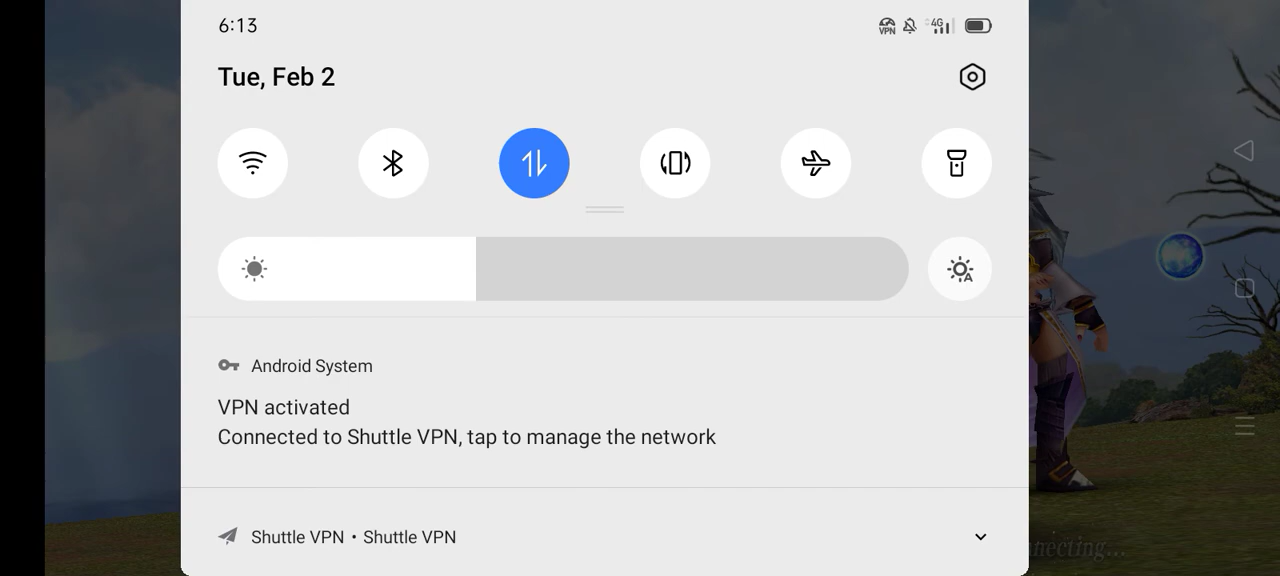 6:13
VPN
4G
Tue, Feb 2
A
Android System
VPN activated
Connected to Shuttle VPN, tap to manage the network
Shuttle VPN • Shuttle VPN